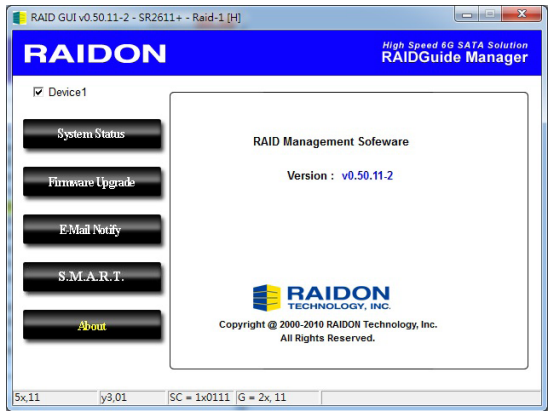 RAID GUI v0.50.11-2 - SR2611+ - Raid-1 [H]
RAIDON
High Speed 6G SATA Solution
RAIDGuide Manager
Device1
System Status
Firmware Upgrade
E-Mail Notify
S.M.A.R.T.
About
RAID Management Sofeware
Version : v0.50.11-2
RAIDON
TECHNOLOGY, INC.
Copyright @ 2000-2010 RAIDON Technology, Inc.
All Rights Reserved.
5x,11 y3,01 SC = 1x0111 G = 2x, 11